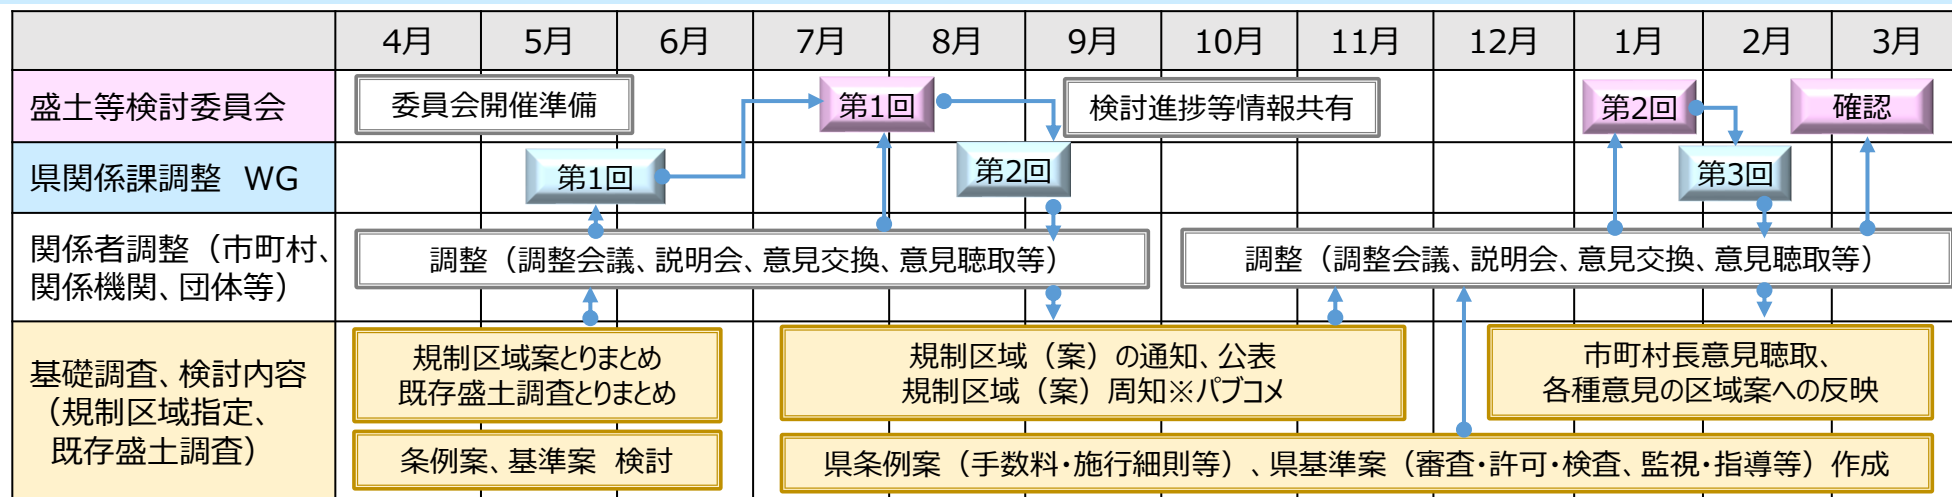 4月 5月 6月 7月 8月 9月 10月 11月 12月 1月 2月 3月
盛土等検討委員会
委員会開催準備
第1回
検討進捗等情報共有
第2回
確認
県関係課調整 WG
第1回
第2回
第3回
関係者調整（市町村、
関係機関、団体等）
調整（調整会議、説明会、意見交換、意見聴取等）
調整（調整会議、説明会、意見交換、意見聴取等）
基礎調査、検討内容
（規制区域指定、
既存盛土調査）
規制区域案とりまとめ
既存盛土調査とりまとめ
規制区域（案）の通知、公表
規制区域（案）周知※パブコメ
市町村長意見聴取、
各種意見の区域案への反映
条例案、基準案 検討
県条例案（手数料・施行細則等）、県基準案（審査・許可・検査、監視・指導等）作成